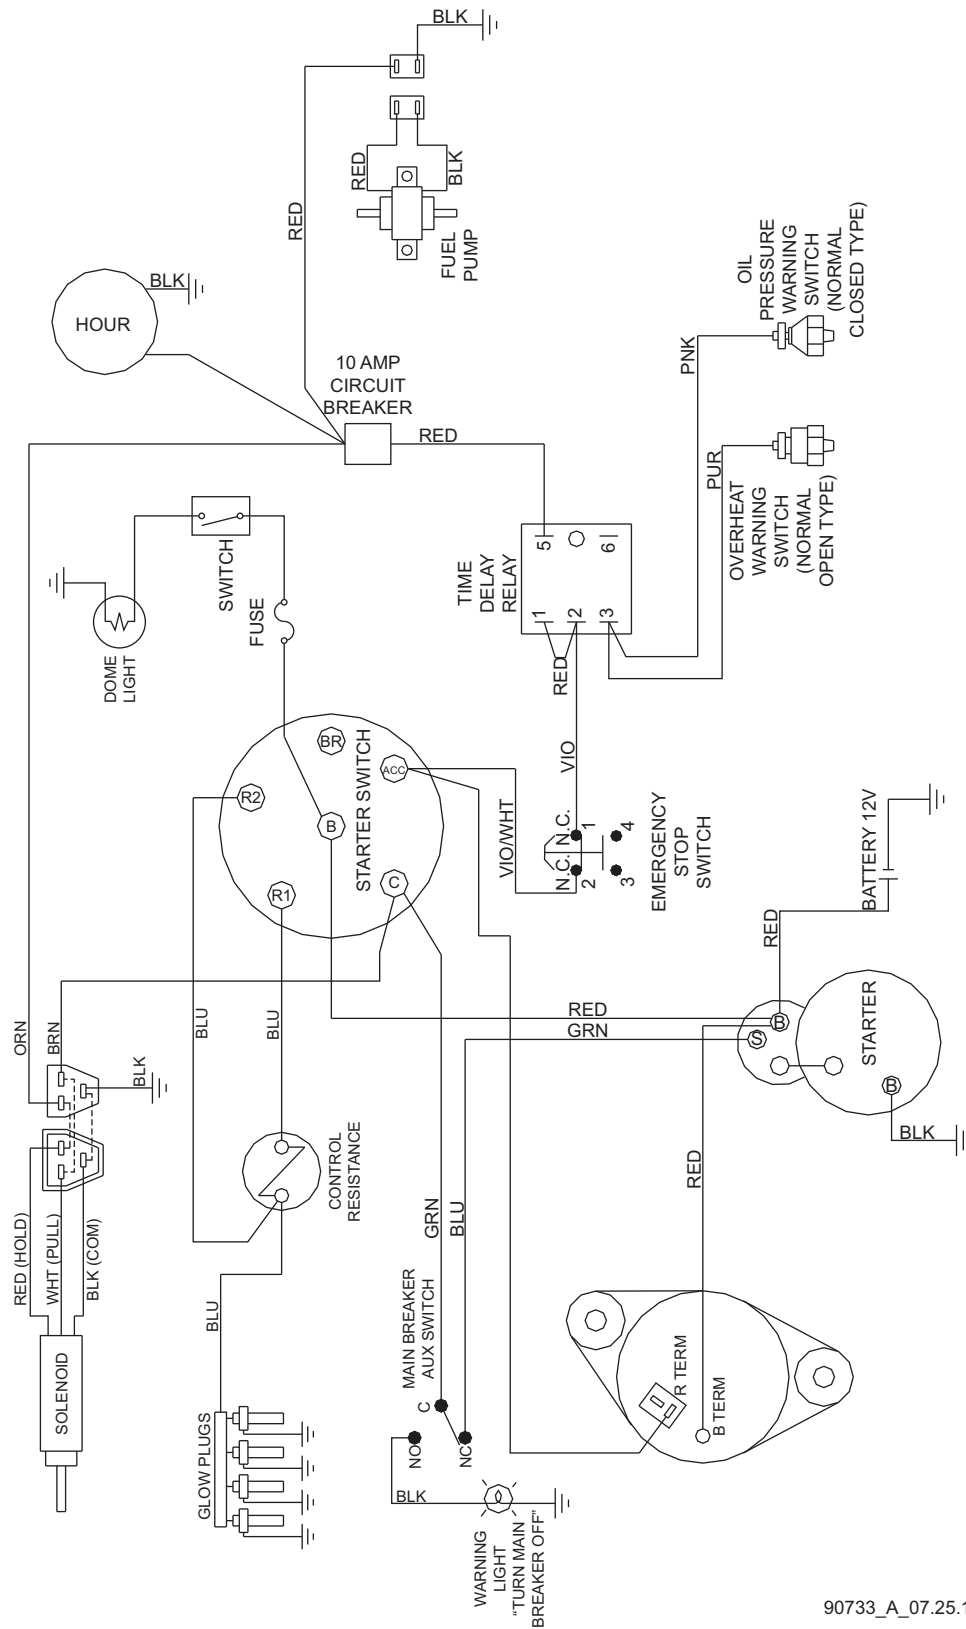 BLK
RED
BLK
RED
FUEL
PUMP
BLK
HOUR
RED
10 AMP
CIRCUIT
BREAKER
RED
OIL
PRESSURE
WARNING
SWITCH
(NORMAL
CLOSED TYPE)
PNK
PUR
OVERHEAT
WARNING
SWITCH
(NORMAL
OPEN TYPE)
SWITCH
FUSE
DOME
LIGHT
TIME
DELAY
RELAY
5
6
1
2
3
RED
VIO
STARTER SWITCH
BR
ACC
R2
B
R1
C
VIO/WHT
N.C.
N.C.
1
2
4
3
EMERGENCY
STOP
SWITCH
BATTERY 12V
RED
RED
GRN
B
S
STARTER
B
BLK
ORN
BRN
BLK
BLU
BLU
CONTROL
RESISTANCE
RED (HOLD)
WHT (PULL)
BLK (COM)
SOLENOID
BLU
GLOW PLUGS
GRN
BLU
RED
MAIN BREAKER
AUX SWITCH
C
NO
NC
BLK
WARNING
LIGHT
"TURN MAIN
BREAKER OFF"
R TERM
B TERM
90733_A_07.25.1